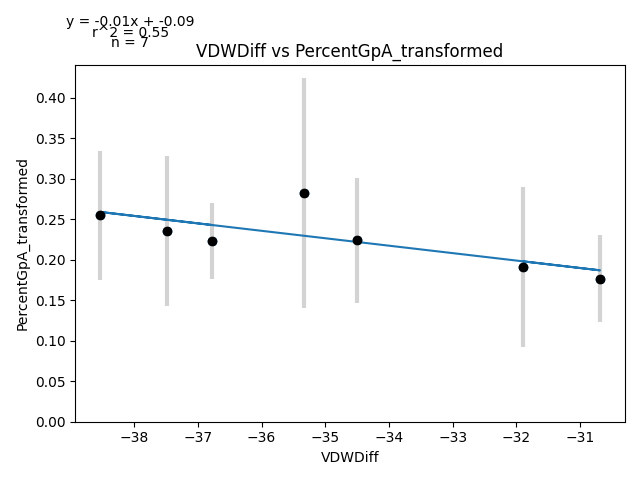 y = -0.01x + -0.09
r^2 = 0.55
n = 7
VDWDiff vs PercentGpA_transformed
0.40
0.35
0.30
0.25
0.20
0.15
0.10
0.05
0.00
PercentGpA_transformed
−38
−37
−36
−35
−34
−33
−32
−31
VDWDiff